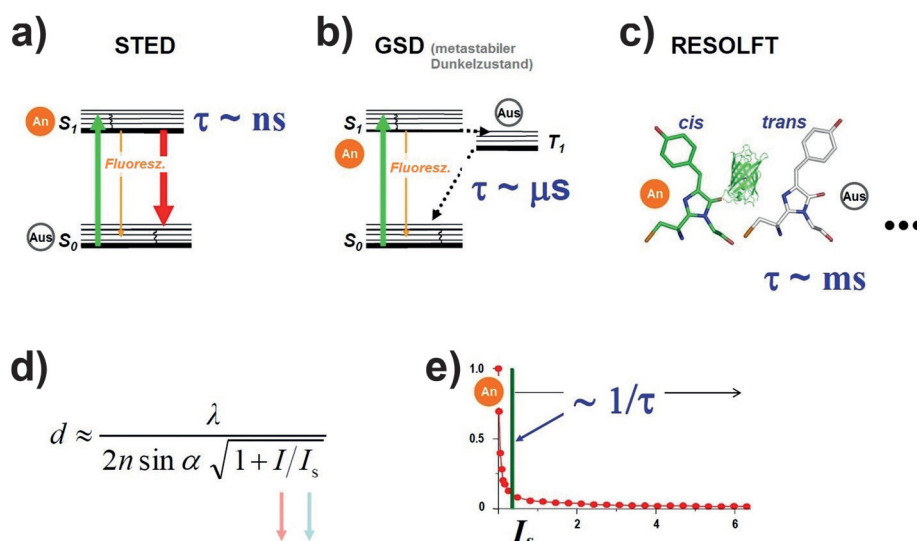 a)
STED
An
S₁
τ ~ ns
Fluoresz.
Aus
S₀
b)
GSD (metastabiler
Dunkelzustand)
Aus
S₁
T₁
An
Fluoresz.
τ ~ μs
S₀
c)
RESOLFT
cis
trans
An
Aus
...
τ ~ ms
d)
d ≈ λ / 2n sin α √1 + I/Iₛ
e)
1.0
An
~ 1/τ
0.5
0
Iₛ
2
4
6